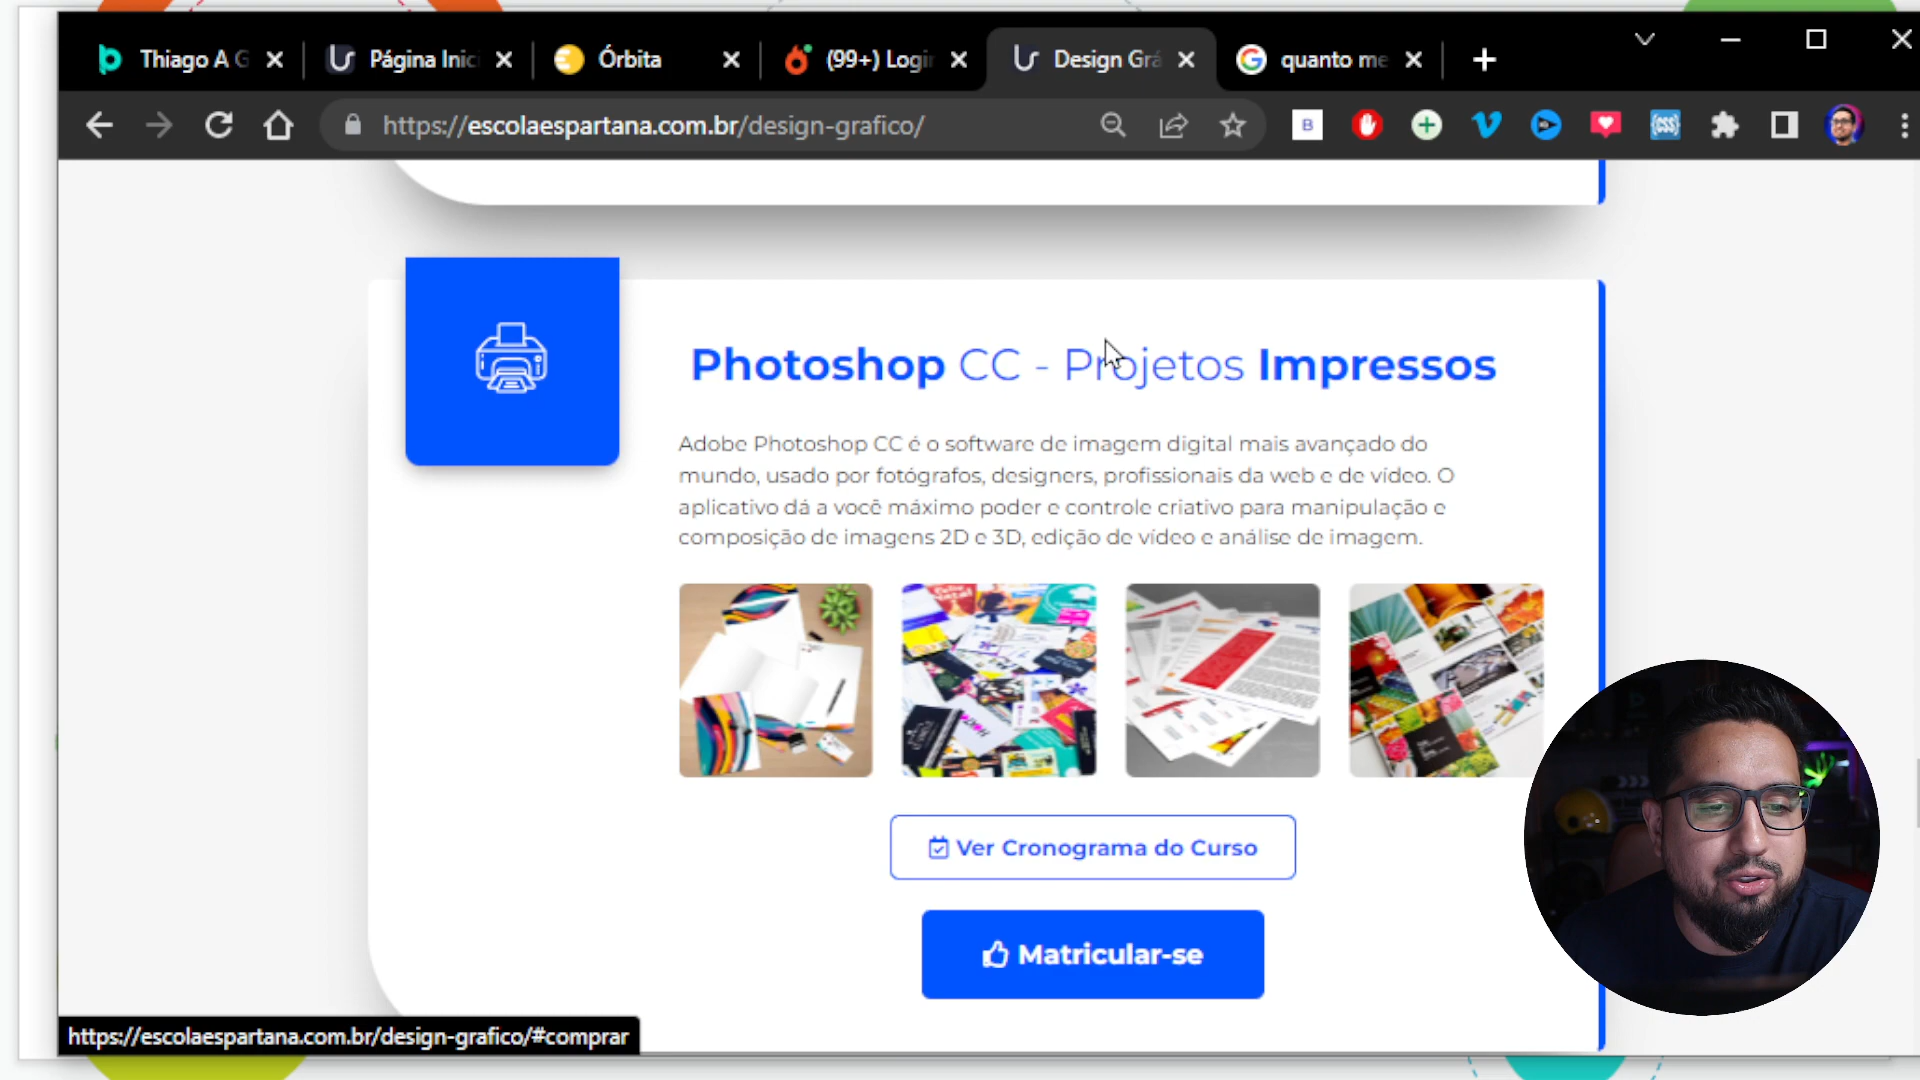 Thiago A G
Página Inic
Órbita
(99+) Login
Design Grá
quanto me
https://escolaespartana.com.br/design-grafico/
B
{css}
Photoshop CC - Projetos Impressos
Adobe Photoshop CC é o software de imagem digital mais avançado do
mundo, usado por fotógrafos, designers, profissionais da web e de vídeo. O
aplicativo dá a você máximo poder e controle criativo para manipulação e
composição de imagens 2D e 3D, edição de vídeo e análise de imagem.
Ver Cronograma do Curso
Matricular-se
https://escolaespartana.com.br/design-grafico/#comprar